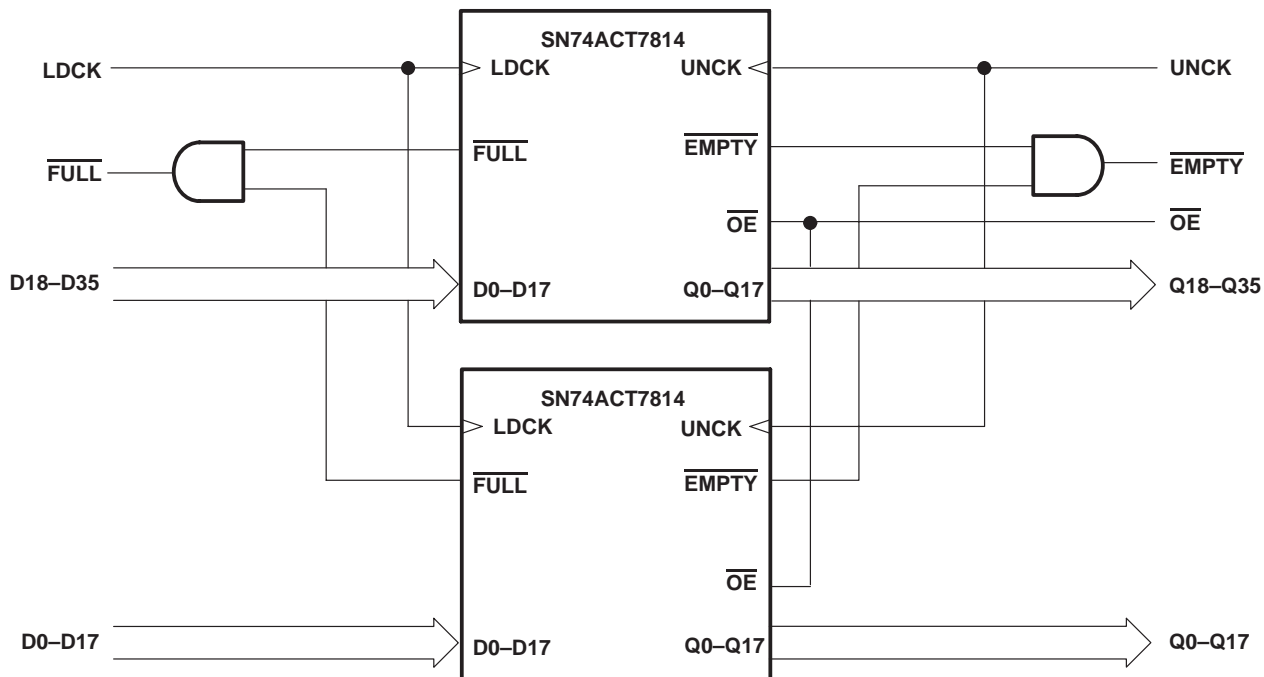 SN74ACT7814
LDCK
LDCK
UNCK
UNCK
FULL
FULL
EMPTY
EMPTY
OE
OE
D18–D35
D0–D17
Q0–Q17
Q18–Q35
SN74ACT7814
LDCK
UNCK
FULL
EMPTY
OE
D0–D17
D0–D17
Q0–Q17
Q0–Q17